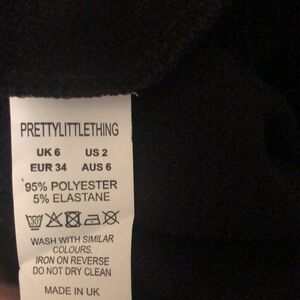 PRETTYLITTLETHING
UK 6 US 2
EUR 34 AUS 6
95% POLYESTER
5% ELASTANE
30
WASH WITH SIMILAR
COLOURS.
IRON ON REVERSE
DO NOT DRY CLEAN
MADE IN UK